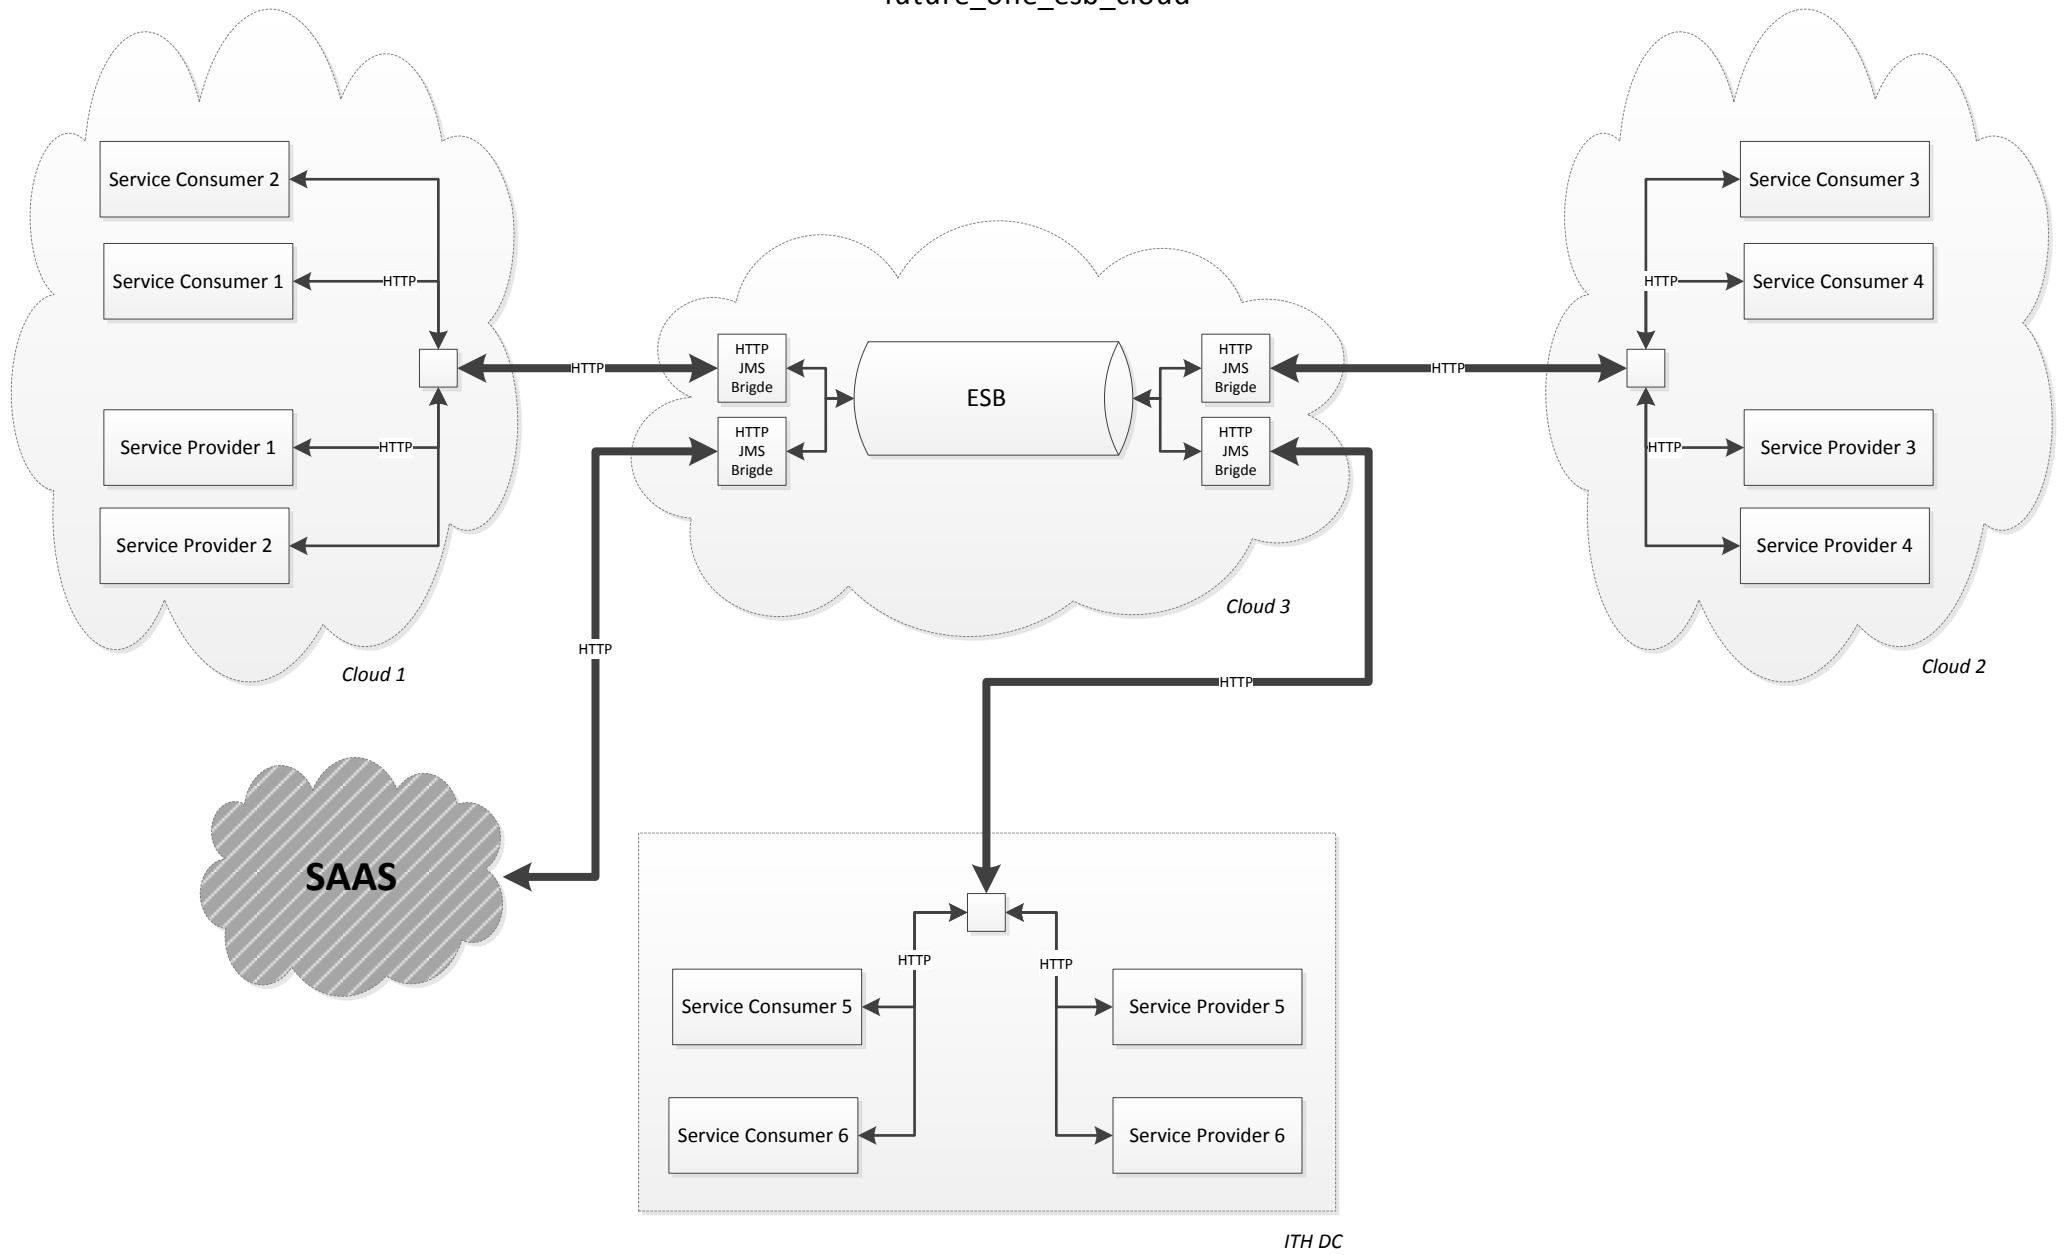 future_one_esb_cloud
Service Consumer 2
Service Consumer 1
HTTP
Service Provider 1
HTTP
Service Provider 2
Cloud 1
HTTP
HTTP
JMS
Brigde
HTTP
JMS
Brigde
ESB
HTTP
JMS
Brigde
HTTP
JMS
Brigde
Cloud 3
HTTP
Service Consumer 3
Service Consumer 4
HTTP
Service Provider 3
HTTP
Service Provider 4
Cloud 2
HTTP
HTTP
SAAS
HTTP
HTTP
Service Consumer 5
Service Provider 5
Service Consumer 6
Service Provider 6
ITH DC